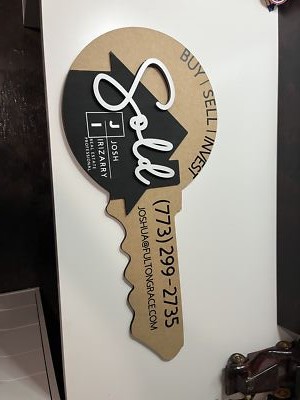 BUY | SELL | INVEST
Sold
J JOSH
I IRIZARRY
REAL ESTATE
PROFESSIONAL
(773) 299-2735
JOSHUA@FULTONGRACE.COM